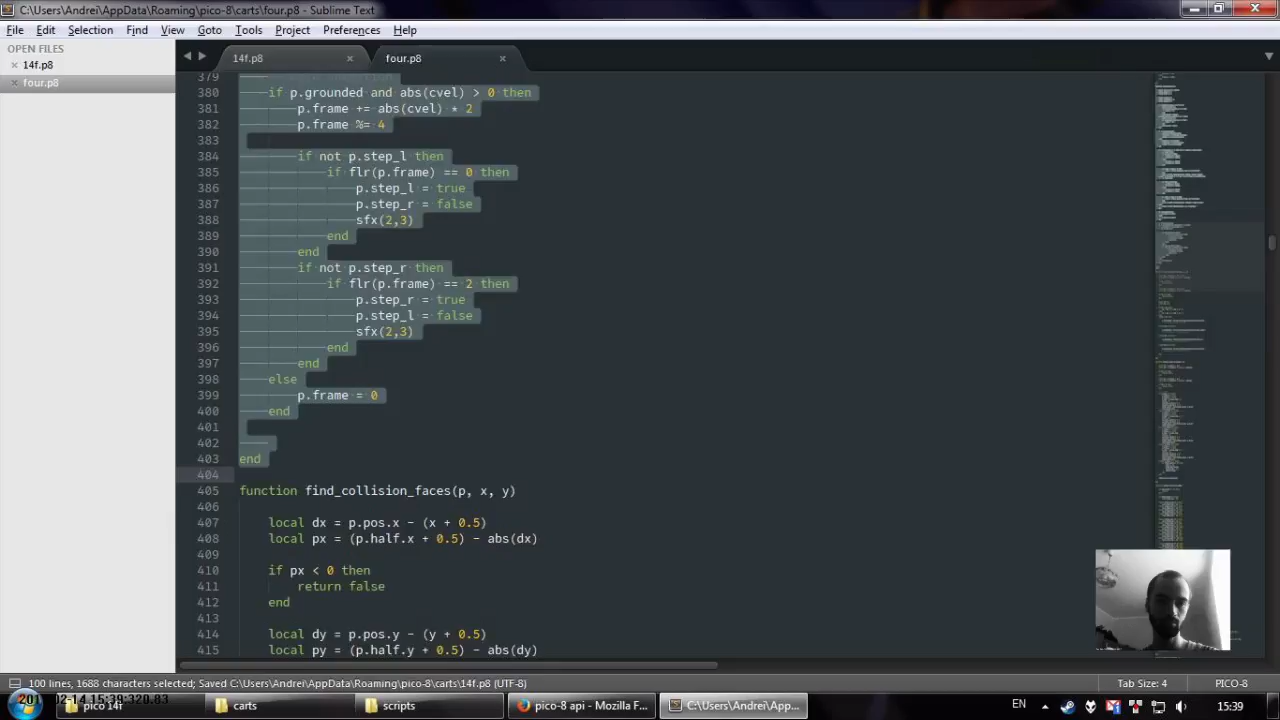 C:\Users\Andrei\AppData\Roaming\pico-8\carts\four.p8 - Sublime Text
File Edit Selection Find View Goto Tools Project Preferences Help
OPEN FILES
14f.p8
four.p8
14f.p8
four.p8
379
380 if p.grounded and abs(cvel) > 0 then
381 p.frame += abs(cvel) * 2
382 p.frame %= 4
383
384 if not p.step_l then
385 if flr(p.frame) == 0 then
386 p.step_l = true
387 p.step_r = false
388 sfx(2,3)
389 end
390 end
391 if not p.step_r then
392 if flr(p.frame) == 2 then
393 p.step_r = true
394 p.step_l = false
395 sfx(2,3)
396 end
397 end
398 else
399 p.frame = 0
400 end
401
402
403 end
404
405 function find_collision_faces(p, x, y)
406
407 local dx = p.pos.x - (x + 0.5)
408 local px = (p.half.x + 0.5) - abs(dx)
409
410 if px < 0 then
411 return false
412 end
413
414 local dy = p.pos.y - (y + 0.5)
415 local py = (p.half.y + 0.5) - abs(dy)
100 lines, 1688 characters selected; Saved C:\Users\Andrei\AppData\Roaming\pico-8\carts\14f.p8 (UTF-8)
Tab Size: 4
PICO-8
02-14 15:39:320.83
pico 14f
carts
scripts
pico-8 api - Mozilla F...
C:\Users\Andrei\App...
EN
15:39